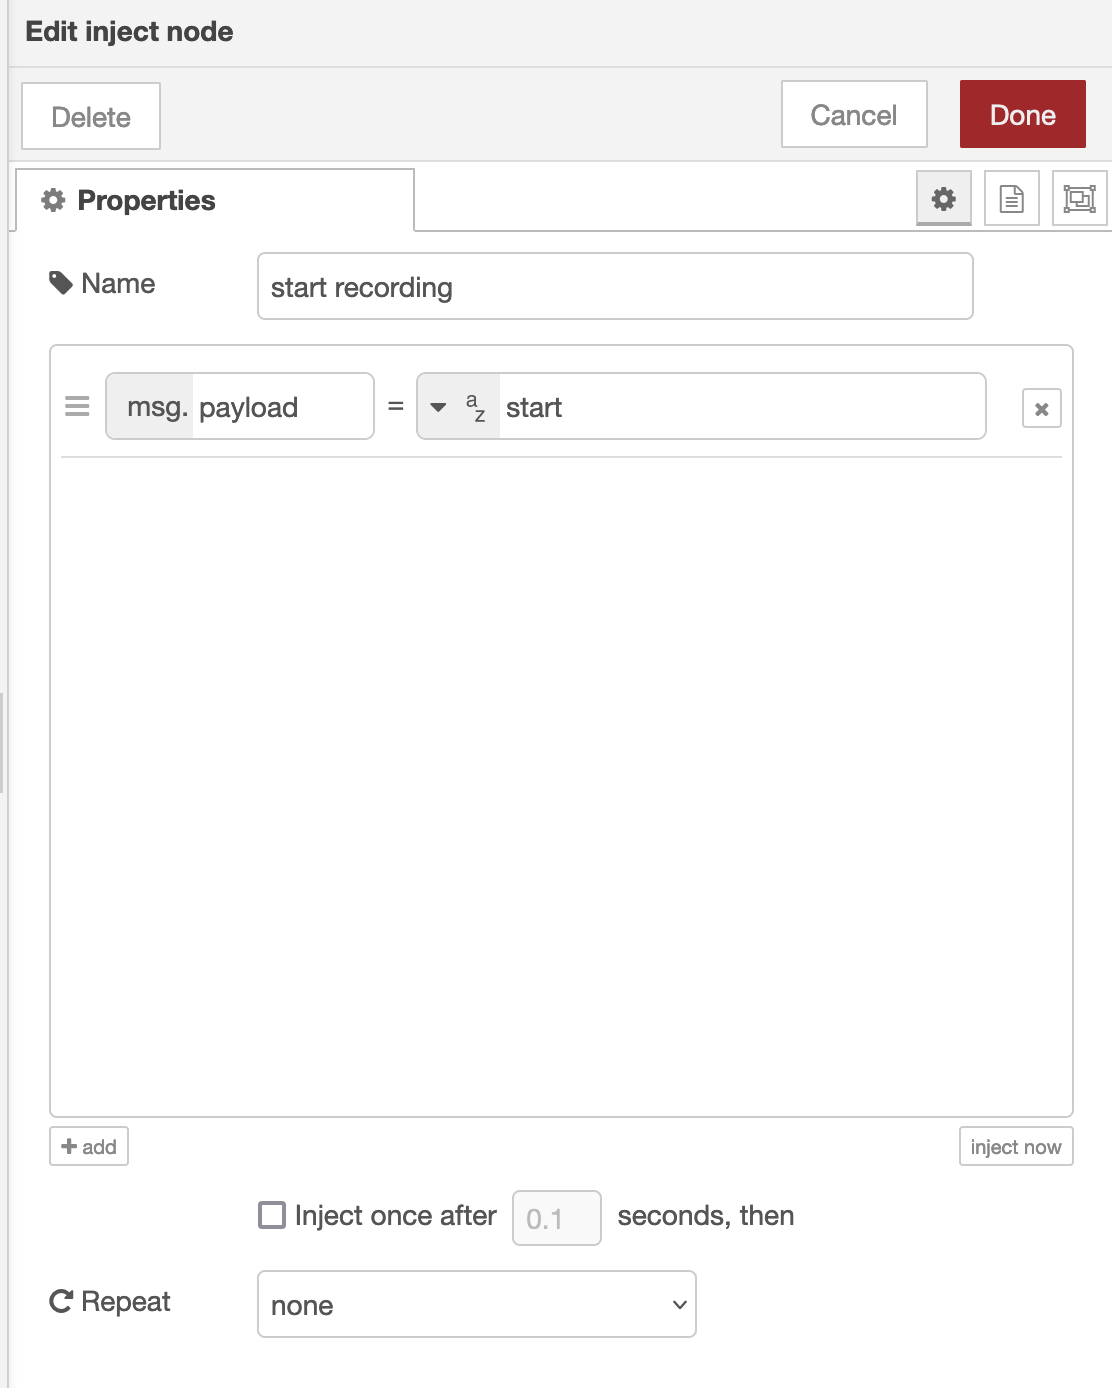 Edit inject node
Delete
Cancel
Done
Properties
Name
start recording
msg. payload = az start
add
inject now
Inject once after 0.1 seconds, then
Repeat
none